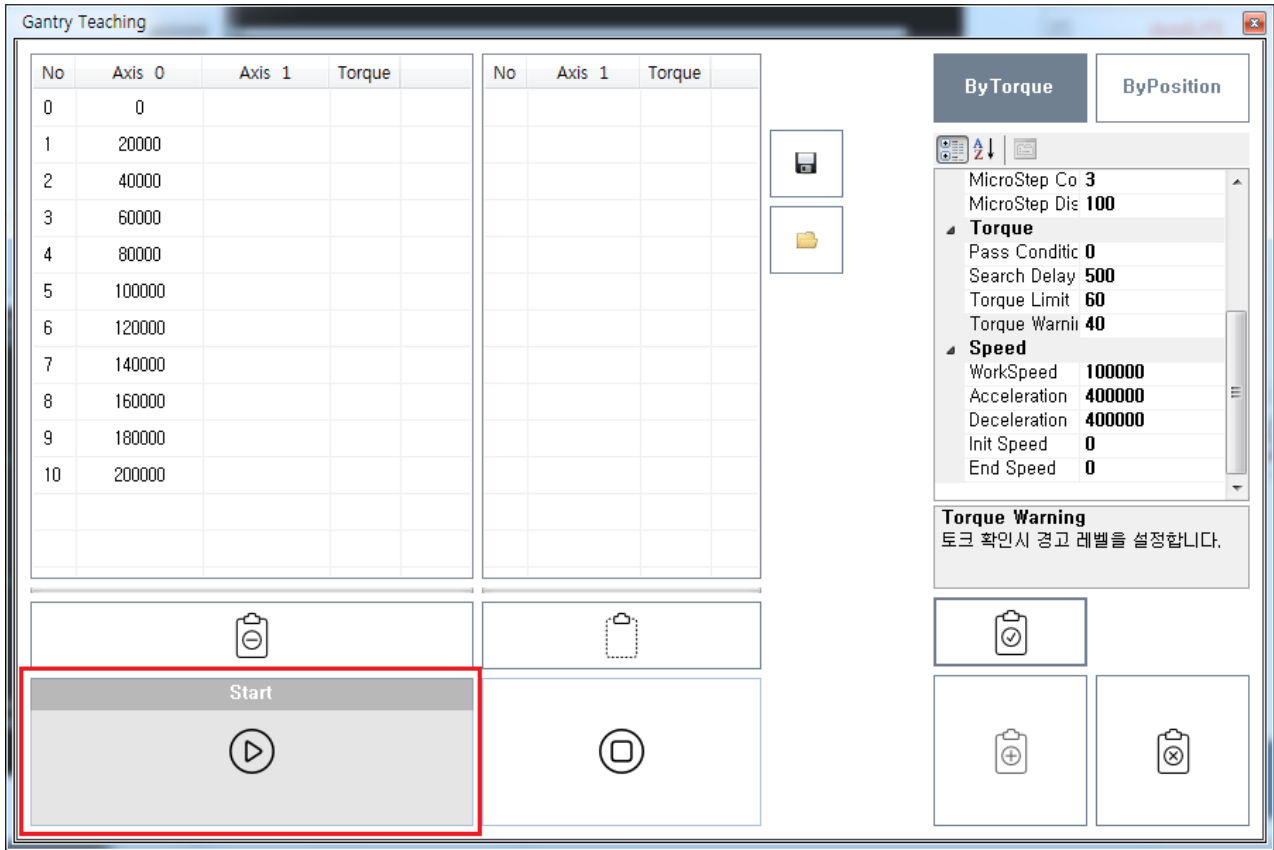 Gantry Teaching
No Axis 0 Axis 1 Torque
0 0
1 20000
2 40000
3 60000
4 80000
5 100000
6 120000
7 140000
8 160000
9 180000
10 200000
No Axis 1 Torque
Start
ByTorque ByPosition
MicroStep Co 3
MicroStep Dis 100
Torque
Pass Conditic 0
Search Delay 500
Torque Limit 60
Torque Warnii 40
Speed
WorkSpeed 100000
Acceleration 400000
Deceleration 400000
Init Speed 0
End Speed 0
Torque Warning
토크 확인시 경고 레벨을 설정합니다.